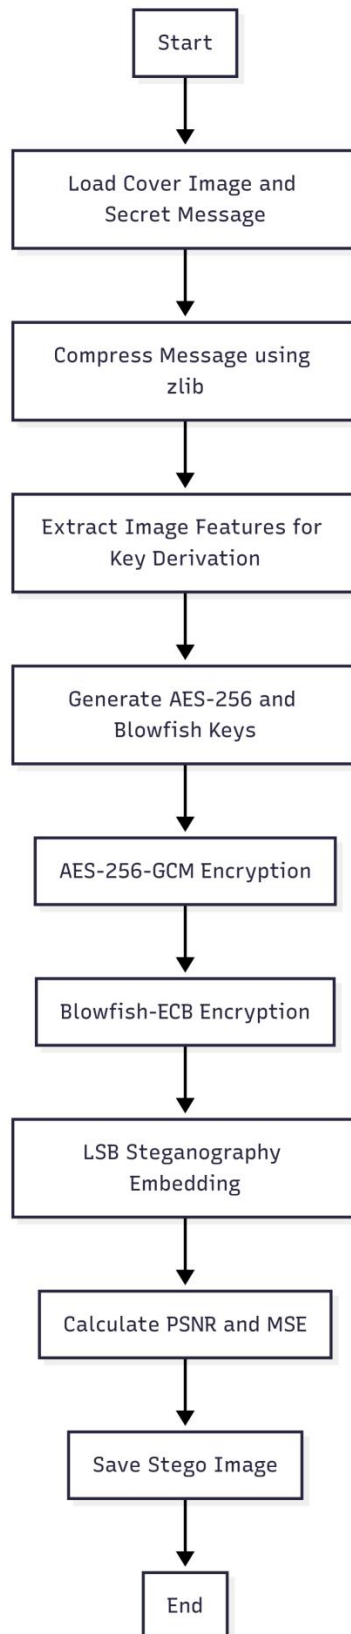 Start
Load Cover Image and
Secret Message
Compress Message using
zlib
Extract Image Features for
Key Derivation
Generate AES-256 and
Blowfish Keys
AES-256-GCM Encryption
Blowfish-ECB Encryption
LSB Steganography
Embedding
Calculate PSNR and MSE
Save Stego Image
End